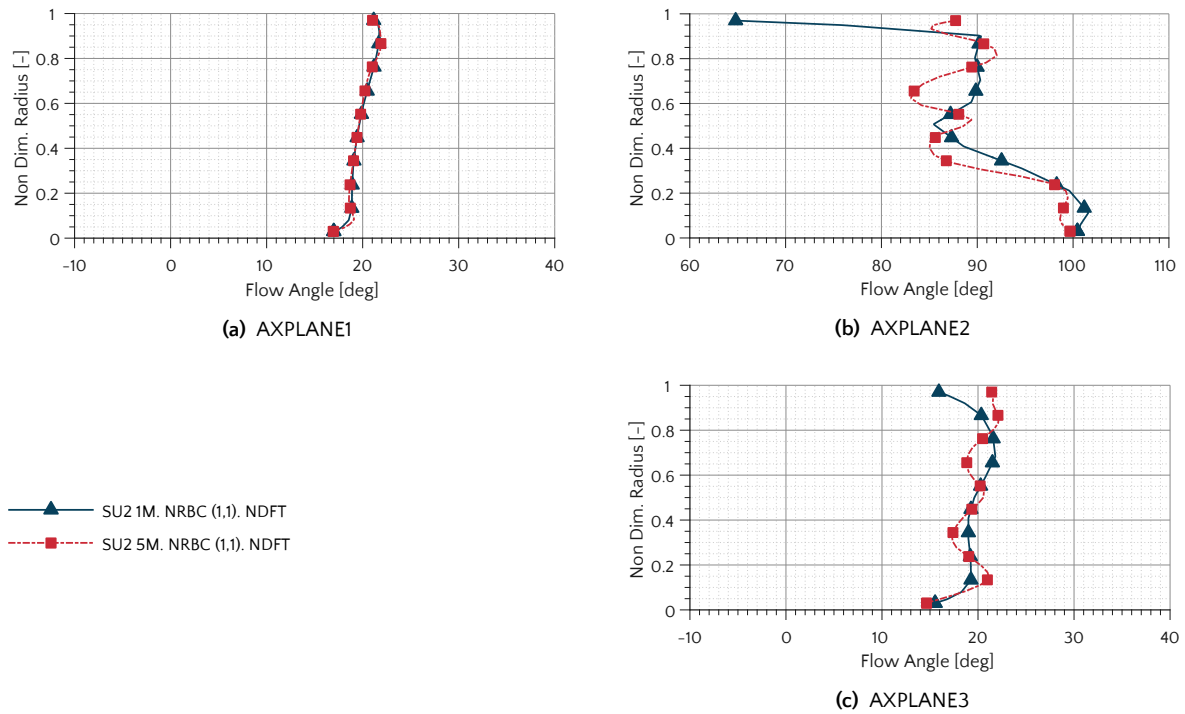 1
0.8
0.6
0.4
0.2
0
Non Dim. Radius [-]
-10 0 10 20 30 40
Flow Angle [deg]
(a) AXPLANE1
1
0.8
0.6
0.4
0.2
0
Non Dim. Radius [-]
60 70 80 90 100 110
Flow Angle [deg]
(b) AXPLANE2
SU2 1M. NRBC (1,1). NDFT
SU2 5M. NRBC (1,1). NDFT
1
0.8
0.6
0.4
0.2
0
Non Dim. Radius [-]
-10 0 10 20 30 40
Flow Angle [deg]
(c) AXPLANE3